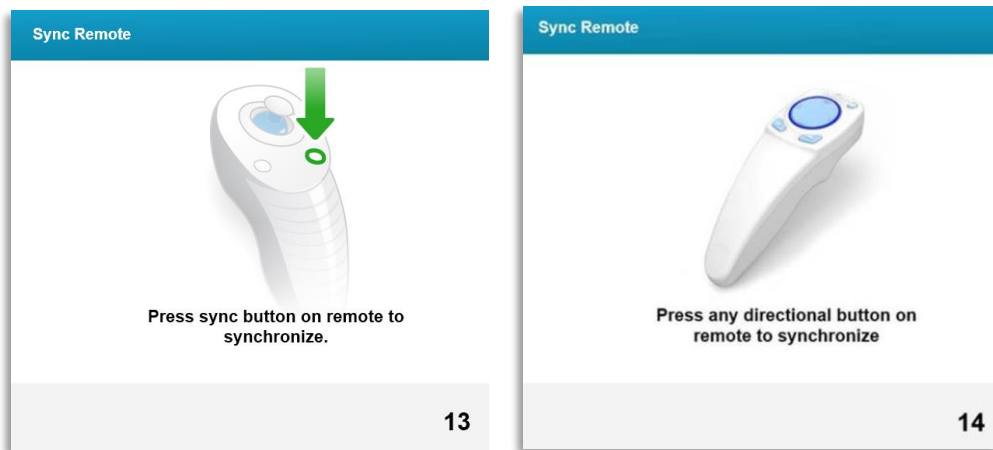 Sync Remote
Press sync button on remote to
synchronize.
13
Sync Remote
Press any directional button on
remote to synchronize
14